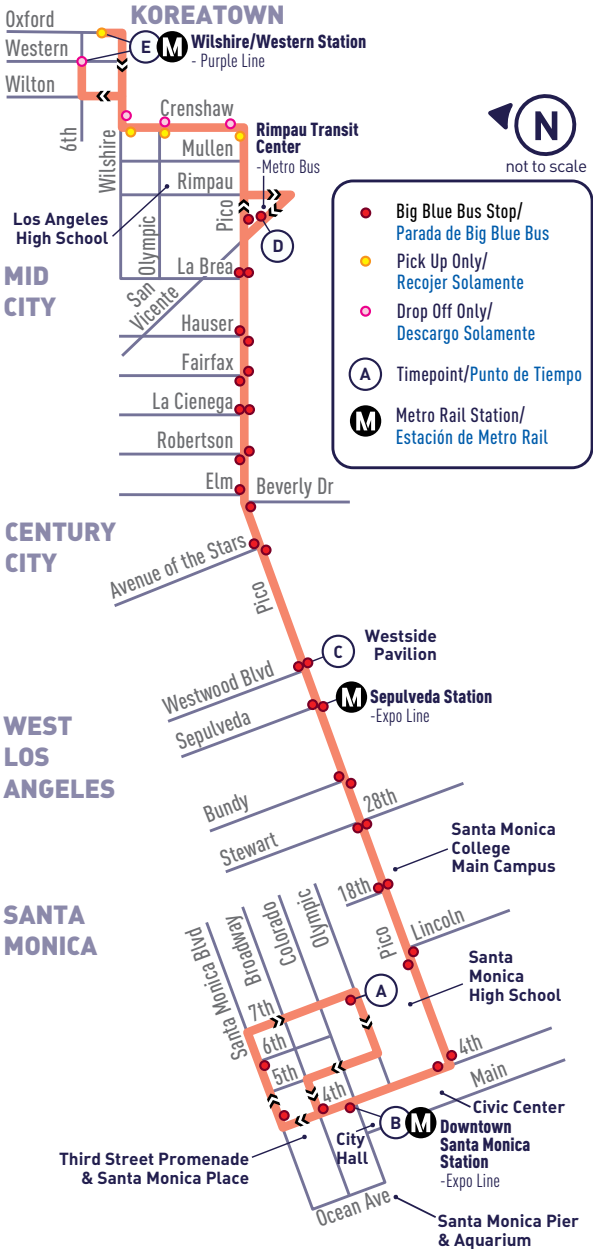 KOREATOWN
Oxford
Western
Wilton
E
M
Wilshire/Western Station
- Purple Line
6th
Wilshire
Crenshaw
Mullen
Rimpau
Pico
Olympic
Rimpau Transit
Center
-Metro Bus
D
Los Angeles
High School
La Brea
San
Vicente
N
not to scale
Big Blue Bus Stop/
Parada de Big Blue Bus
Pick Up Only/
Recojer Solamente
Drop Off Only/
Descargo Solamente
A
Timepoint/Punto de Tiempo
M
Metro Rail Station/
Estación de Metro Rail
MID
CITY
Hauser
Fairfax
La Cienega
Robertson
Elm
Beverly Dr
CENTURY
CITY
Avenue of the Stars
Pico
C
Westside
Pavilion
Westwood Blvd
M
Sepulveda Station
-Expo Line
Sepulveda
WEST
LOS
ANGELES
Bundy
28th
Stewart
Santa Monica
College
Main Campus
18th
SANTA
MONICA
Pico
Lincoln
Santa
Monica
High School
Santa Monica Blvd
Broadway
Colorado
Olympic
A
7th
6th
5th
4th
4th
Main
Civic Center
B
M
Downtown
Santa Monica
Station
-Expo Line
City
Hall
Third Street Promenade
& Santa Monica Place
Ocean Ave
Santa Monica Pier
& Aquarium